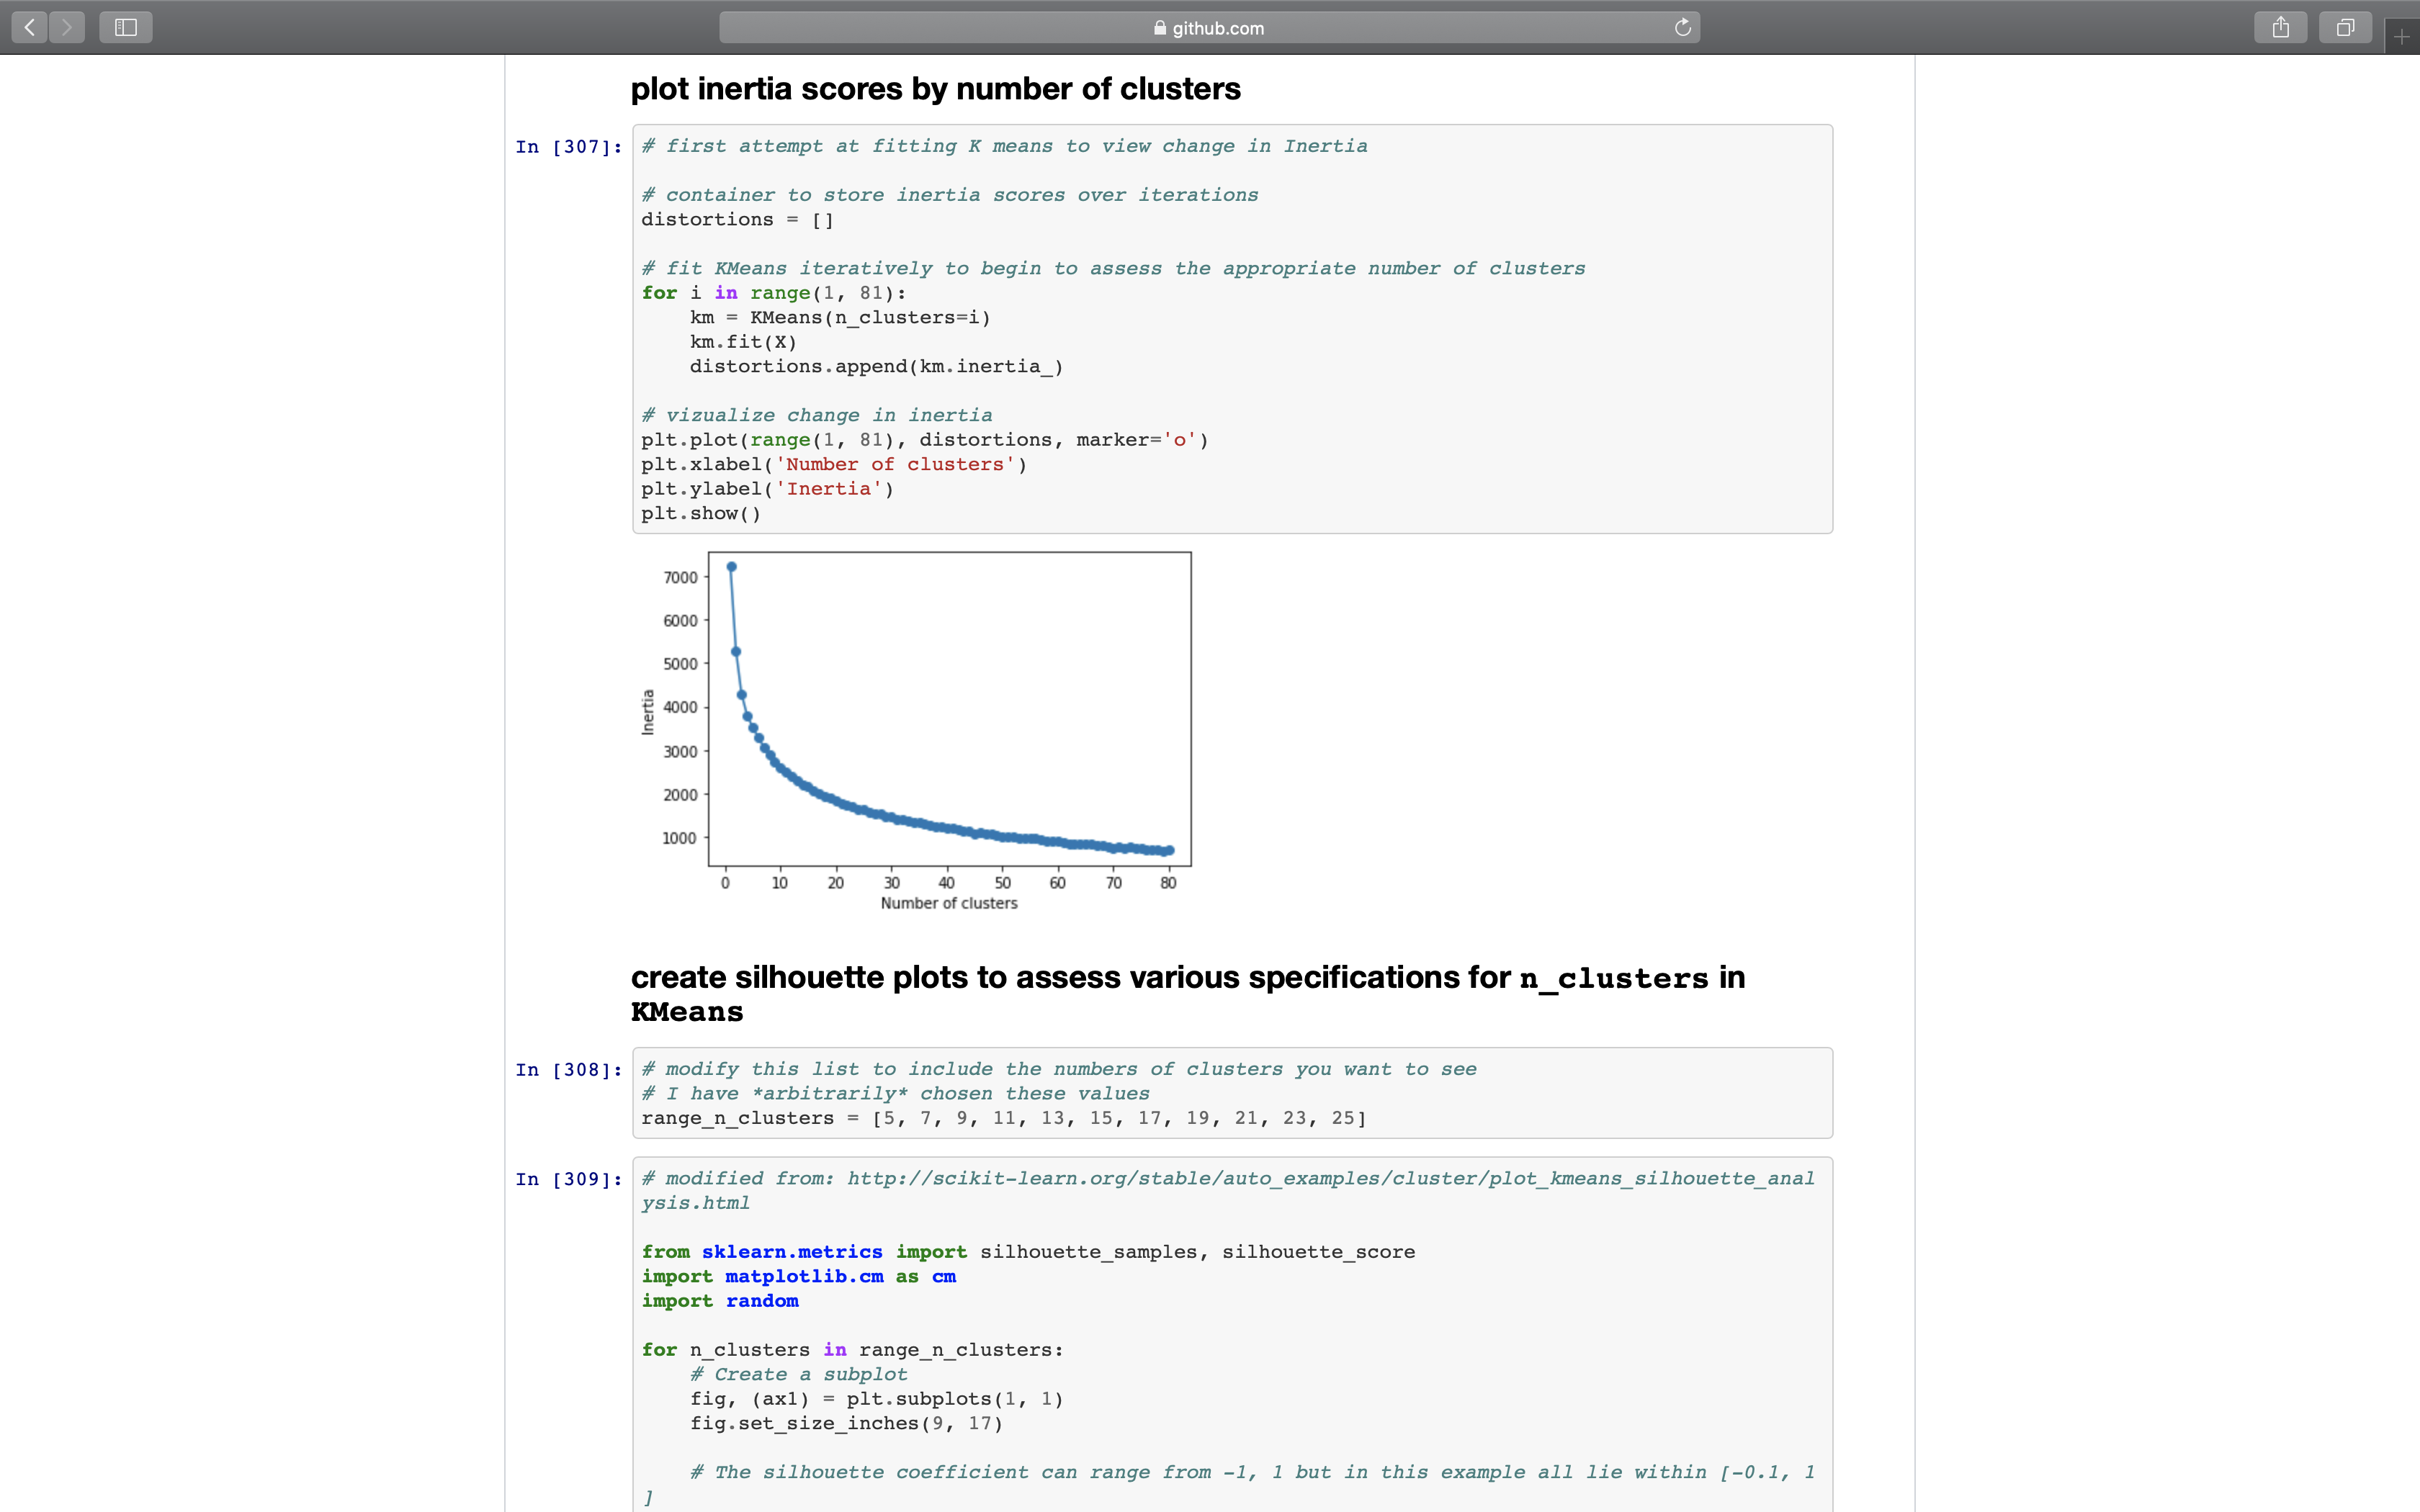 github.com
plot inertia scores by number of clusters
In [307]:
# first attempt at fitting K means to view change in Inertia
# container to store inertia scores over iterations
distortions = []
# fit KMeans iteratively to begin to assess the appropriate number of clusters
for i in range(1, 81):
    km = KMeans(n_clusters=i)
    km.fit(X)
    distortions.append(km.inertia_)
# vizualize change in inertia
plt.plot(range(1, 81), distortions, marker='o')
plt.xlabel('Number of clusters')
plt.ylabel('Inertia')
plt.show()
7000
6000
5000
4000
3000
2000
1000
Inertia
0 10 20 30 40 50 60 70 80
Number of clusters
create silhouette plots to assess various specifications for n_clusters in
KMeans
In [308]:
# modify this list to include the numbers of clusters you want to see
# I have *arbitrarily* chosen these values
range_n_clusters = [5, 7, 9, 11, 13, 15, 17, 19, 21, 23, 25]
In [309]:
# modified from: http://scikit-learn.org/stable/auto_examples/cluster/plot_kmeans_silhouette_anal
ysis.html
from sklearn.metrics import silhouette_samples, silhouette_score
import matplotlib.cm as cm
import random
for n_clusters in range_n_clusters:
    # Create a subplot
    fig, (ax1) = plt.subplots(1, 1)
    fig.set_size_inches(9, 17)
    # The silhouette coefficient can range from -1, 1 but in this example all lie within [-0.1, 1
]